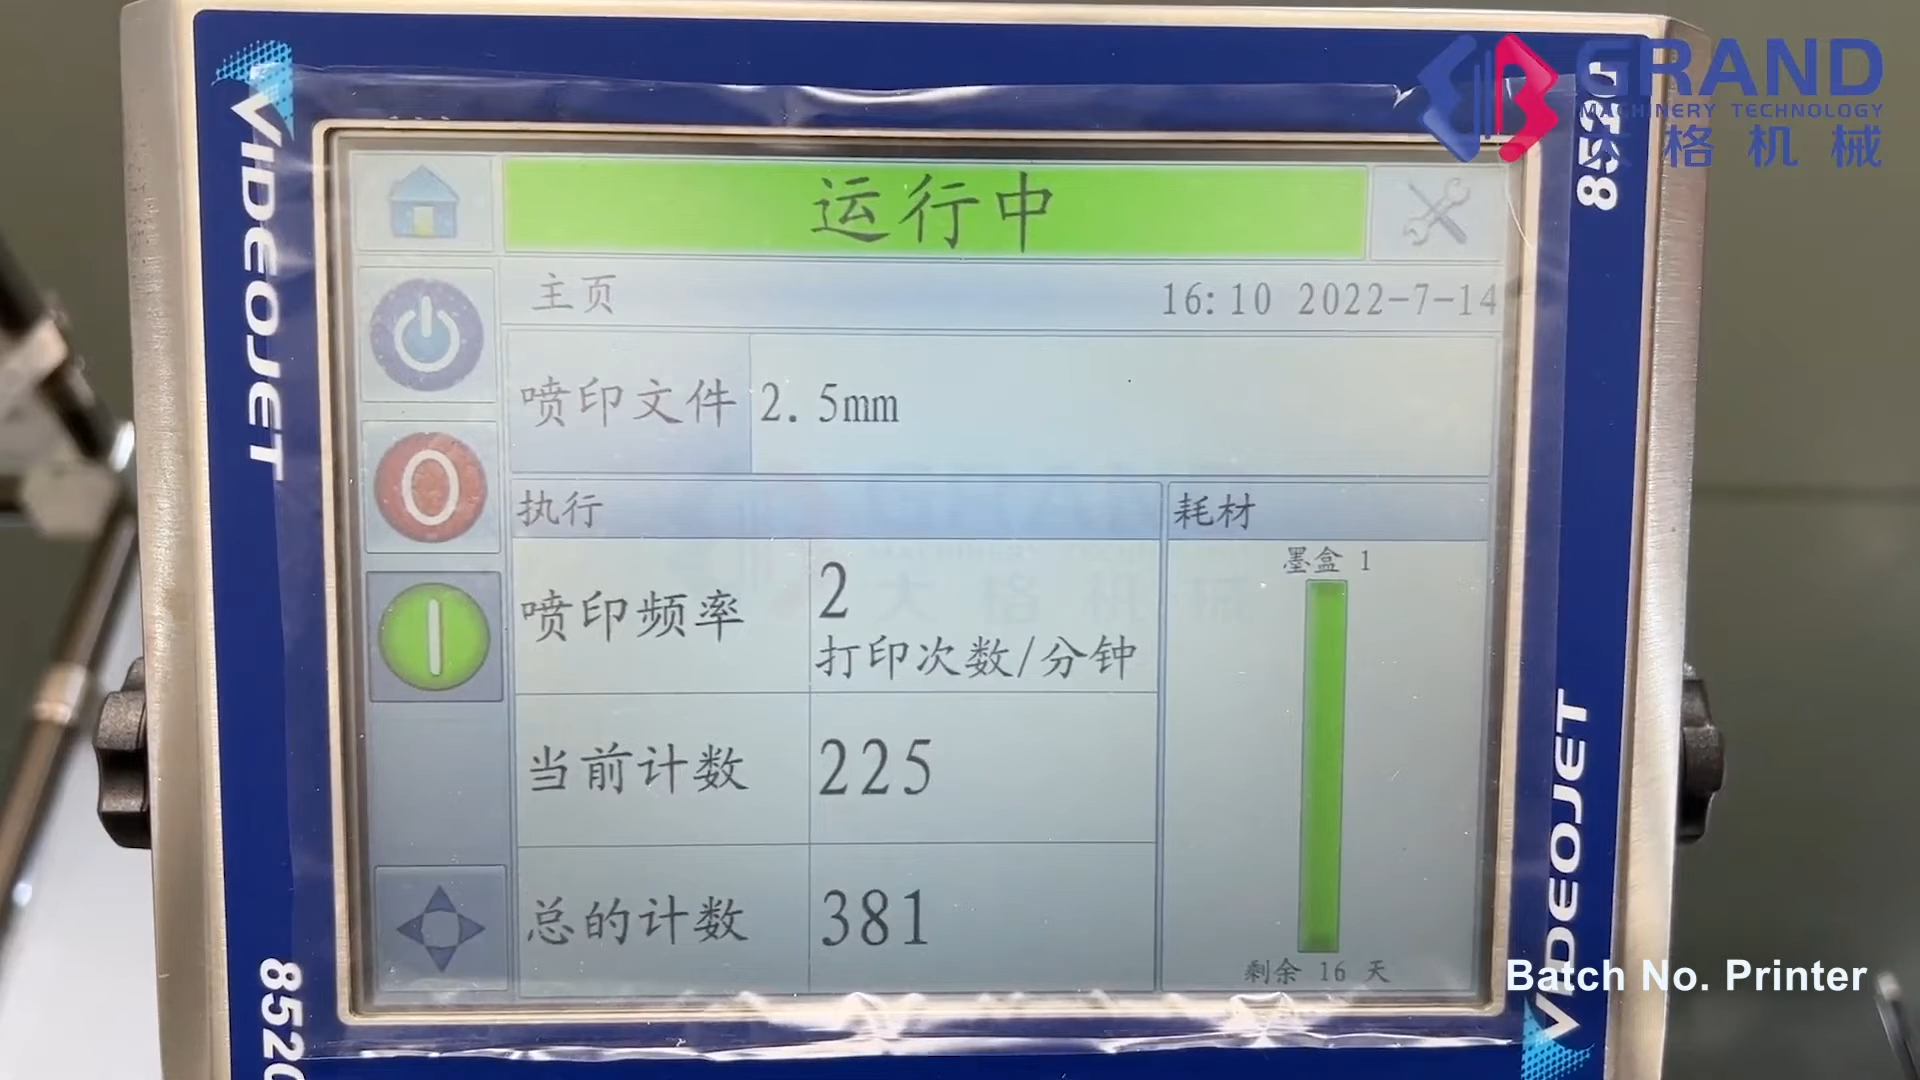 VIDEOJET
8520
GRAND
MACHINERY TECHNOLOGY
大格机械
运行中
主页
16:10 2022-7-14
喷印文件 2.5mm
执行
耗材
墨盒 1
喷印频率 2
打印次数/分钟
当前计数 225
总的计数 381
剩余 16 天
8520
VIDEOJET
Batch No. Printer